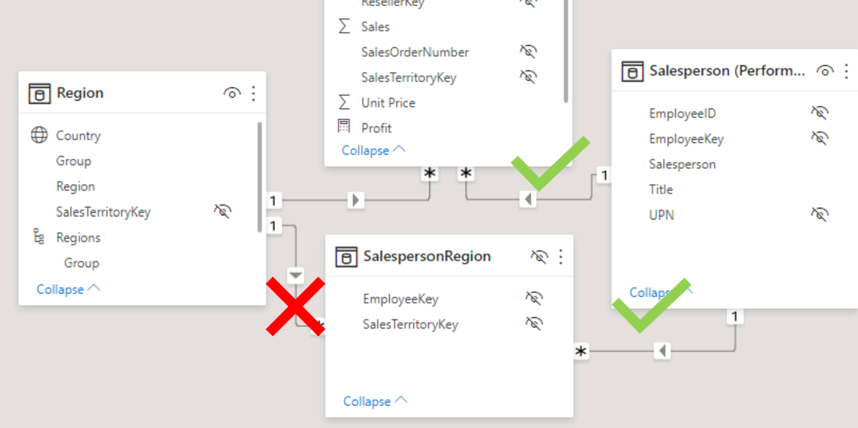 ResellerKey
Sales
SalesOrderNumber
SalesTerritoryKey
Unit Price
Profit
Collapse
Region
Country
Group
Region
SalesTerritoryKey
Regions
Group
Collapse
Salesperson (Perform...
EmployeeID
EmployeeKey
Salesperson
Title
UPN
Collapse
1
*
*
1
1
SalespersonRegion
EmployeeKey
SalesTerritoryKey
Collapse
*
1
*